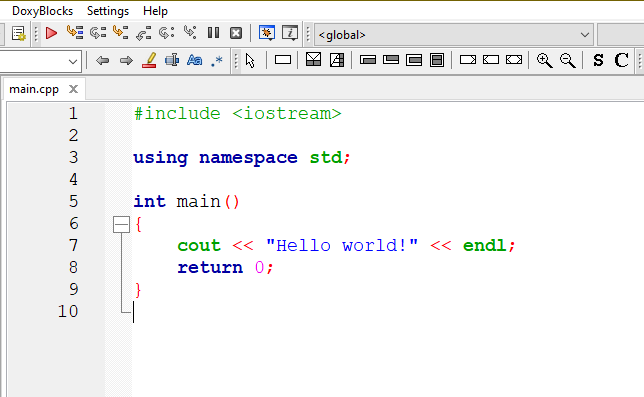 DoxyBlocks Settings Help
<global>
Aa .*
S C
main.cpp X
1 #include <iostream>
2
3 using namespace std;
4
5 int main()
6 {
7 cout << "Hello world!" << endl;
8 return 0;
9 }
10